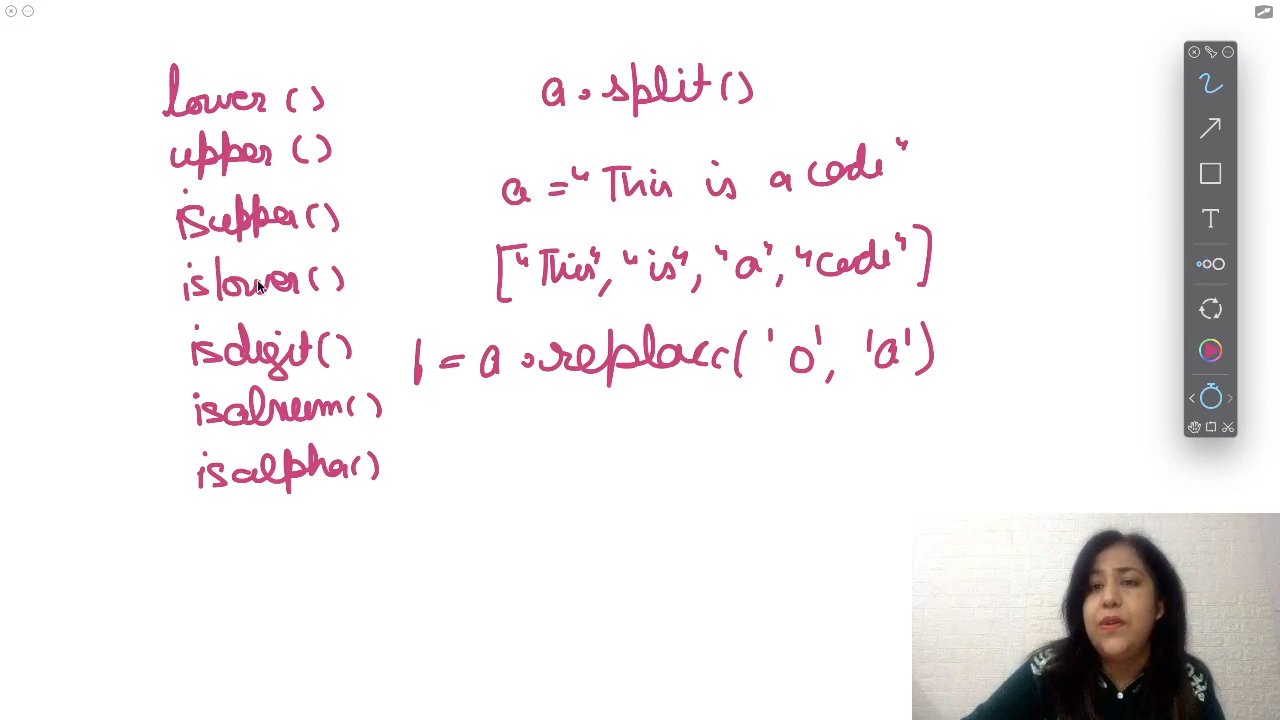 lower ()
upper ()
isupper()
islower()
isdigit()
isalnum()
isalpha()
a.split()
a = "This is a code"
["This", "is", "a", "code"]
l = a.replace('o', 'a')
T